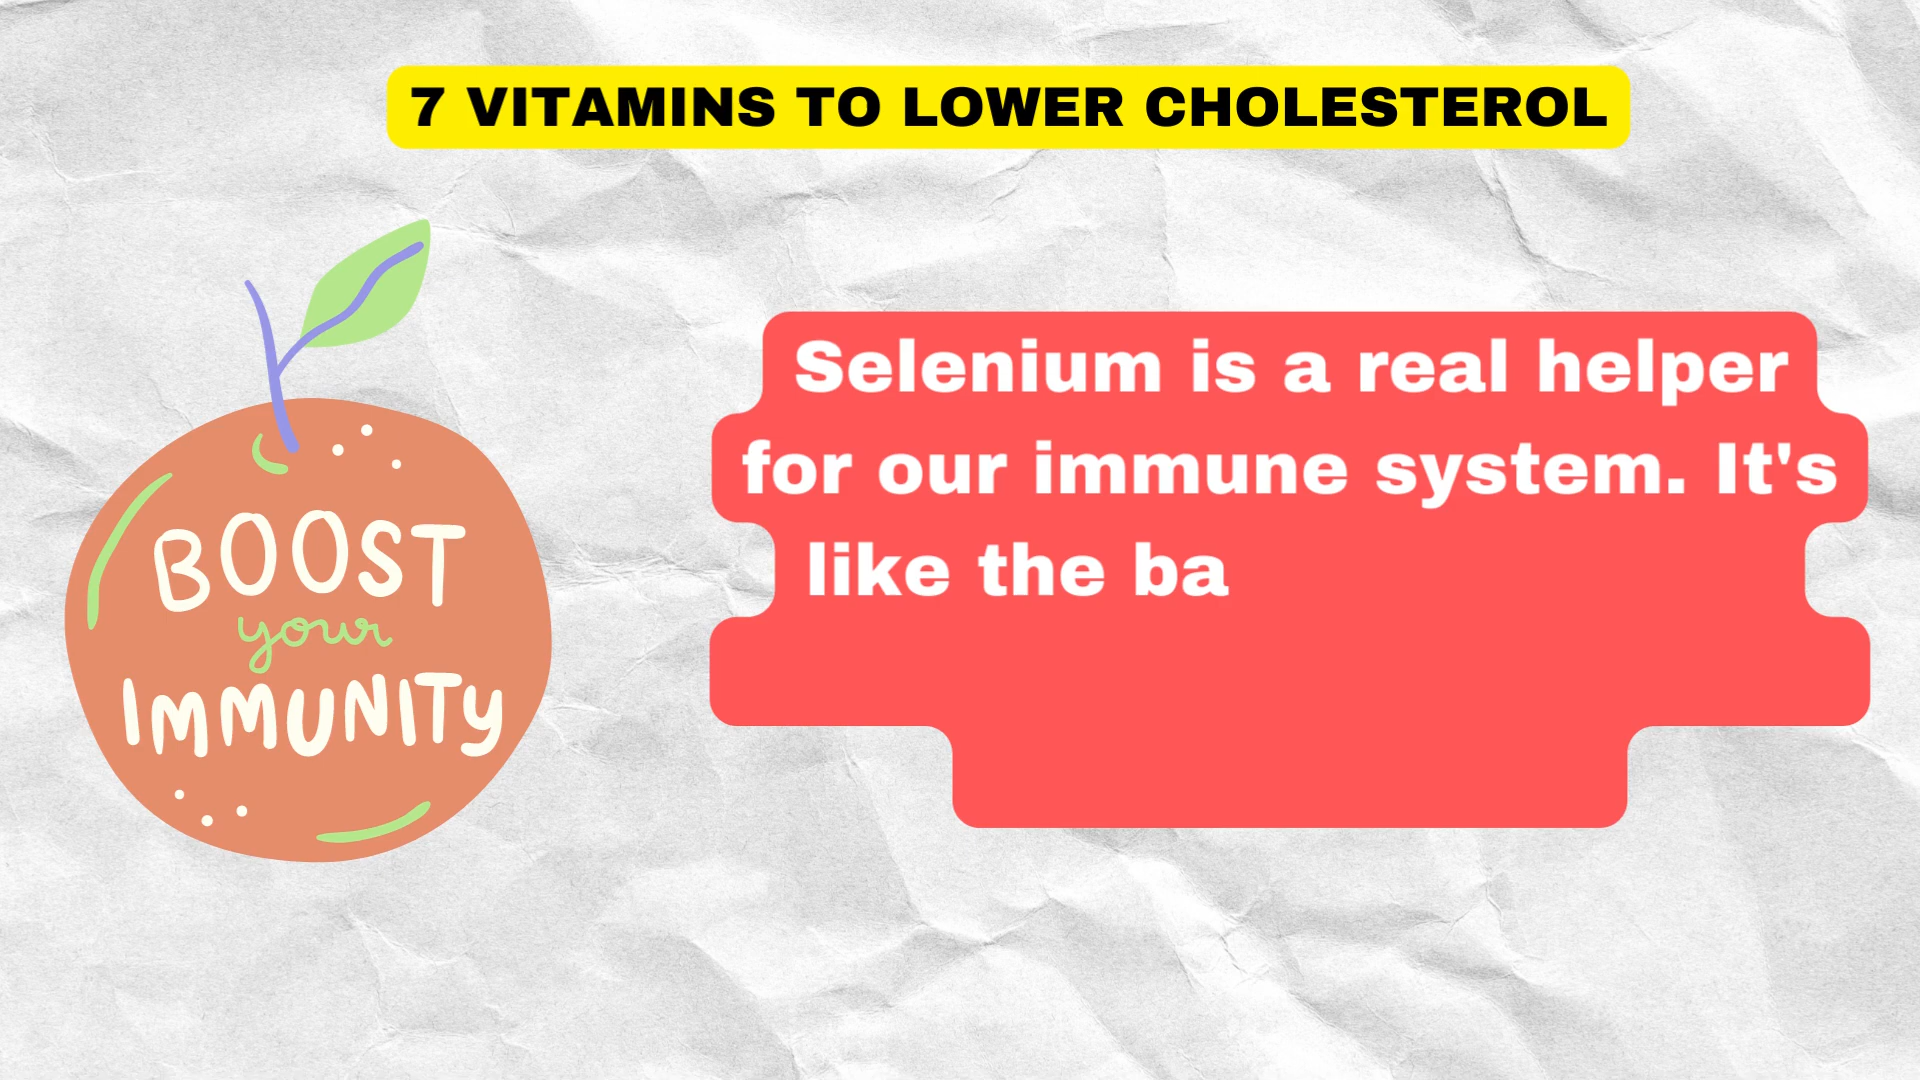 7 VITAMINS TO LOWER CHOLESTEROL
BOOST
your
IMMUNITy
Selenium is a real helper
for our immune system. It's
like the ba